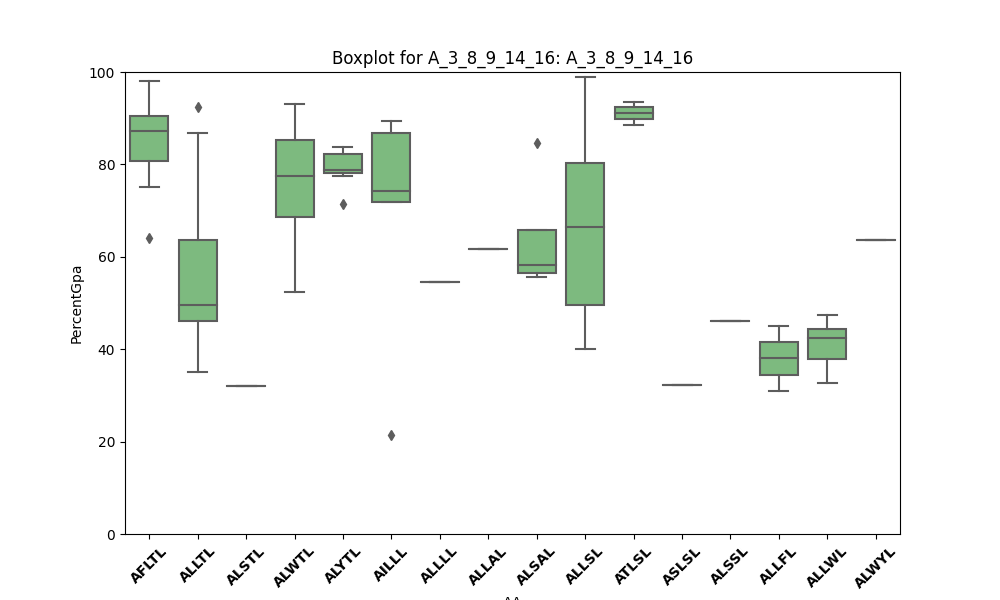 Boxplot for A_3_8_9_14_16: A_3_8_9_14_16
100
80
60
40
20
0
PercentGpa
AFLTL
ALLTL
ALSTL
ALWTL
ALYTL
AILLL
ALLLL
ALLAL
ALSAL
ALLSL
ATLSL
ASLSL
ALSSL
ALLFL
ALLWL
ALWYL